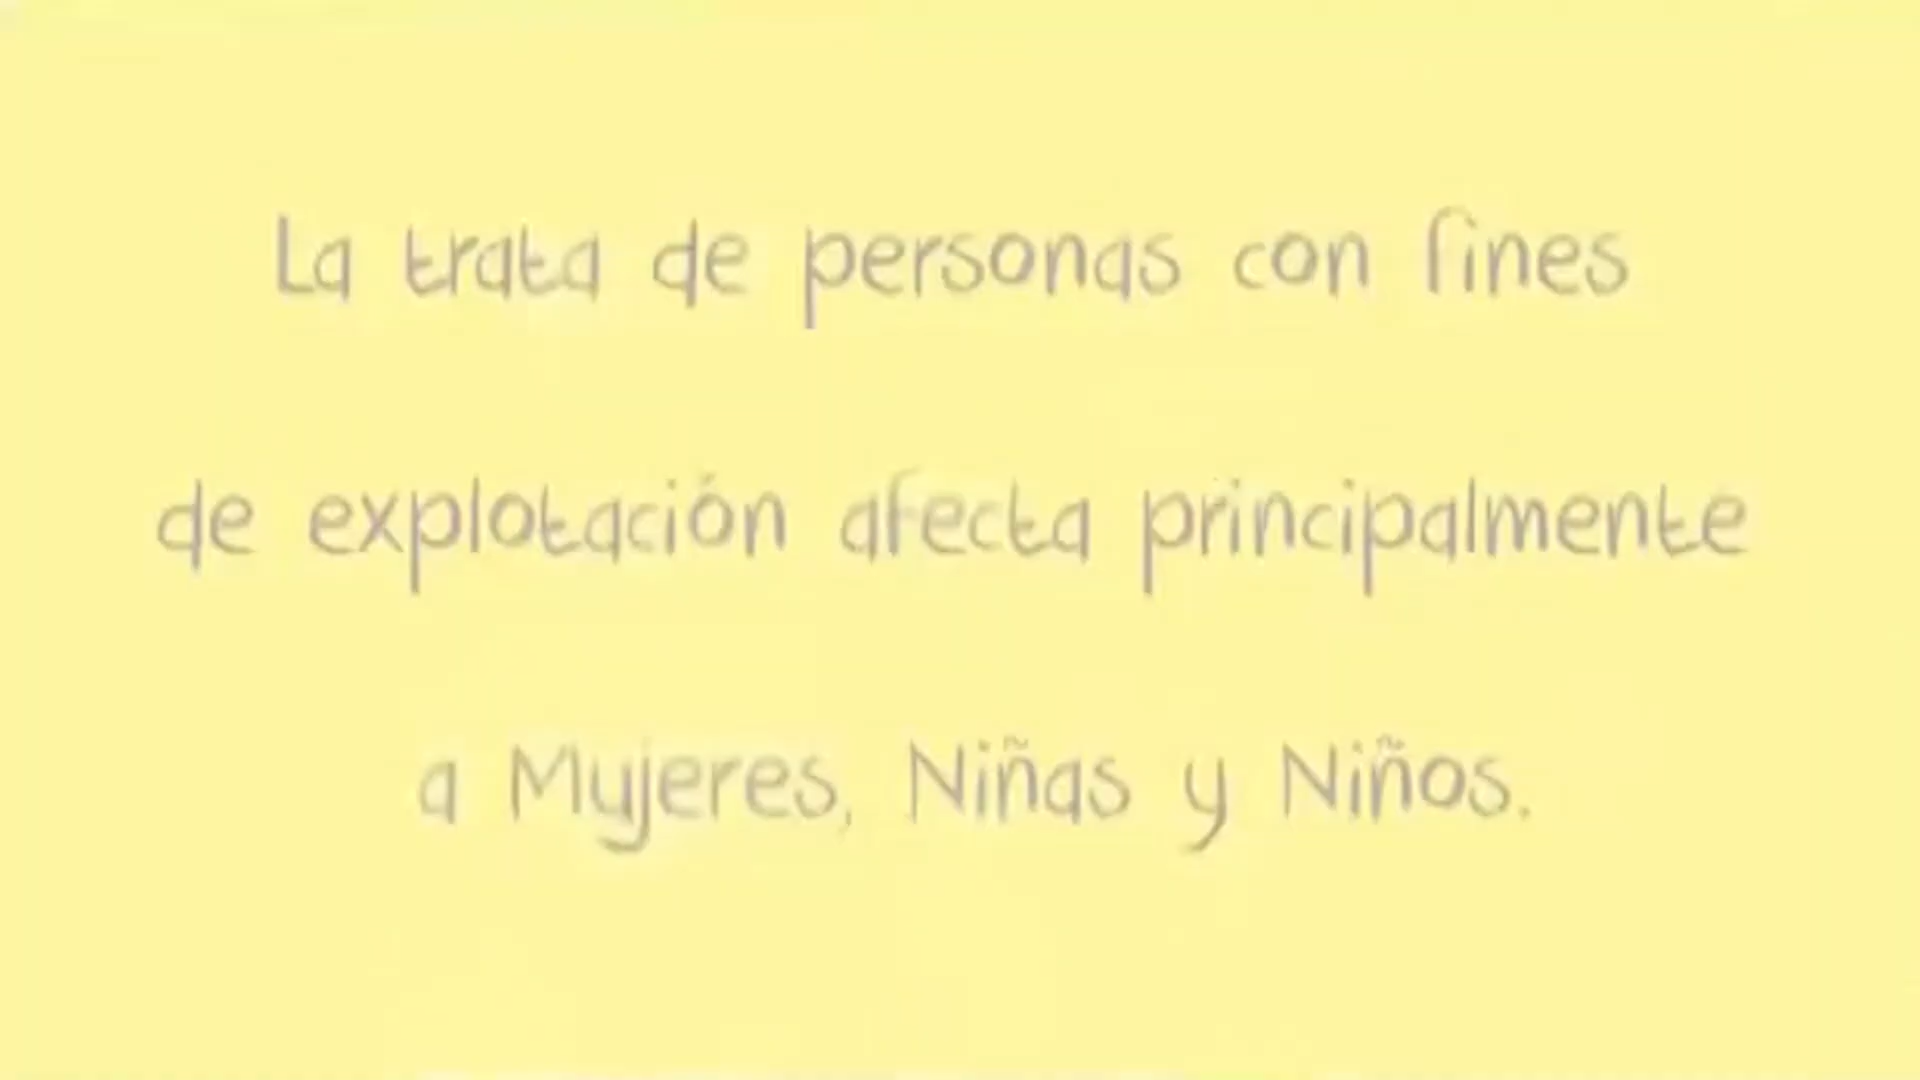 La trata de personas con fines
de explotación afecta principalmente
a Mujeres, Niñas y Niños.